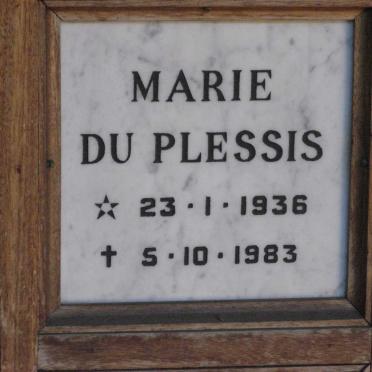 MARIE
DU PLESSIS
☆ 23·1·1936
✝ 5·10·1983